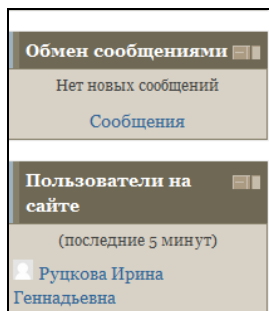 Обмен сообщениями
Нет новых сообщений
Сообщения
Пользователи на
сайте
(последние 5 минут)
Руцкова Ирина
Геннадьевна